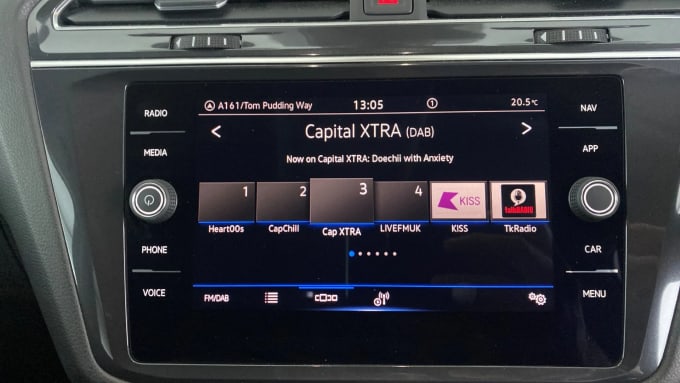 RADIO
MEDIA
PHONE
VOICE
A161/Tom Pudding Way 13:05 1 20.5°C
< Capital XTRA (DAB) >
Now on Capital XTRA: Doechii with Anxiety
1 2 3 4 KISS talkRADIO
Heart00s CapChill Cap XTRA LIVEFMUK KISS TkRadio
FM/DAB
NAV
APP
CAR
MENU